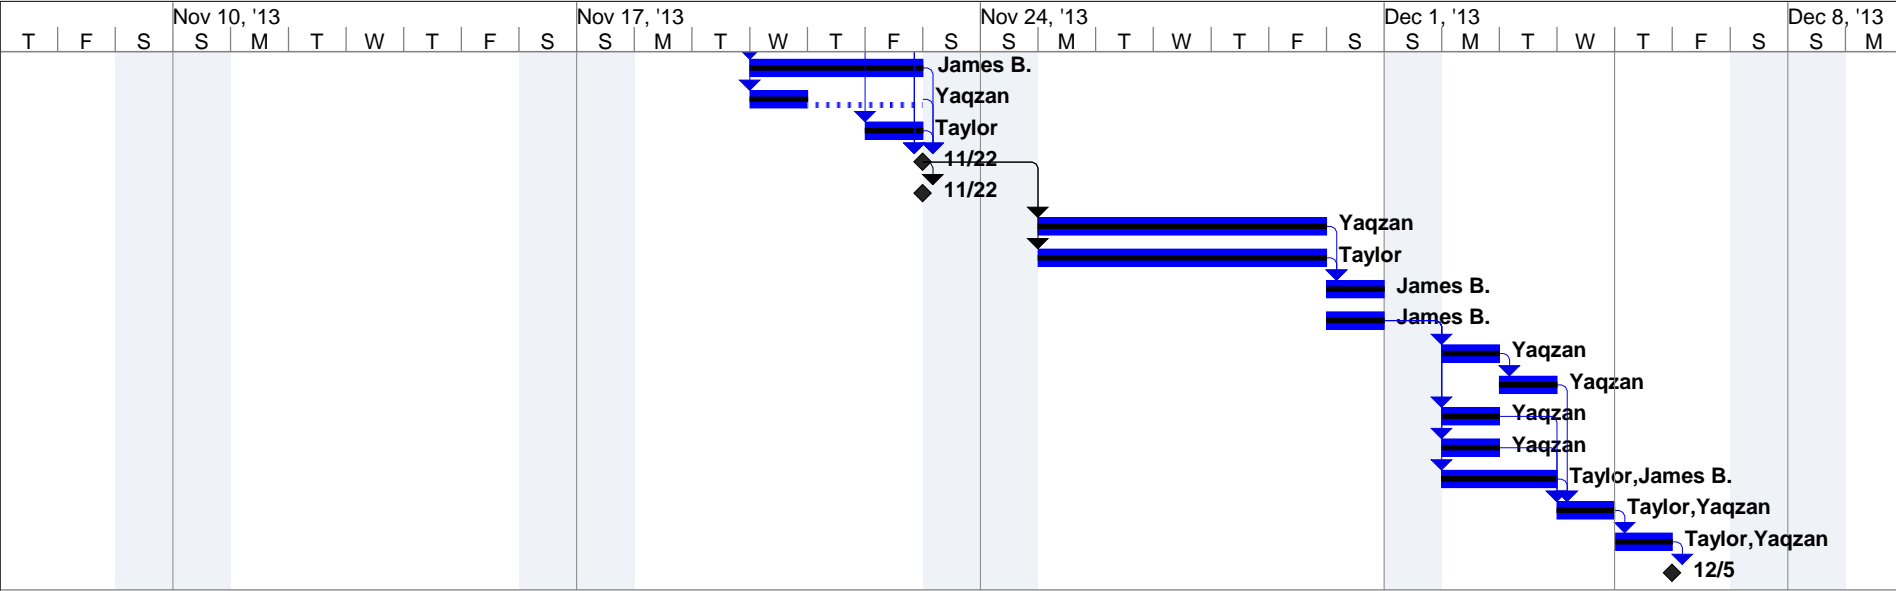 Nov 10, '13 Nov 17, '13 Nov 24, '13 Dec 1, '13 Dec 8, '13
T F S S M T W T F S S M T W T F S S M T W T F S S M T W T F S S M
James B.
Yaqzan
Taylor
11/22
11/22
Yaqzan
Taylor
James B.
James B.
Yaqzan
Yaqzan
Yaqzan
Yaqzan
Taylor,James B.
Taylor,Yaqzan
Taylor,Yaqzan
12/5